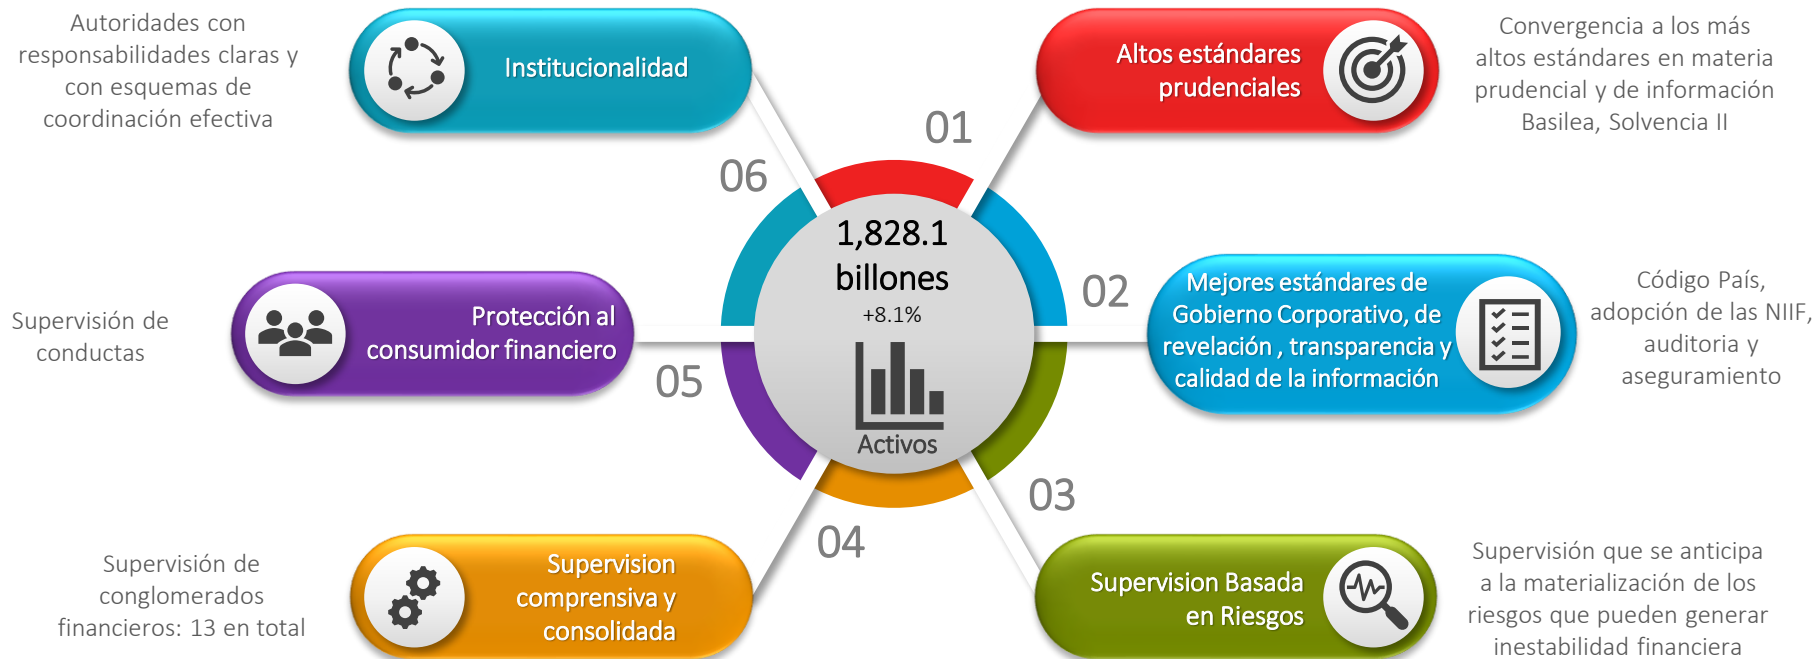 Autoridades con
responsabilidades claras y
con esquemas de
coordinación efectiva
Institucionalidad
06
01
Altos estándares
prudenciales
Convergencia a los más
altos estándares en materia
prudencial y de información
Basilea, Solvencia II
Supervisión de
conductas
Protección al
consumidor financiero
05
1,828.1
billones
+8.1%
Activos
02
Mejores estándares de
Gobierno Corporativo, de
revelación , transparencia y
calidad de la información
Código País,
adopción de las NIIF,
auditoria y
aseguramiento
Supervisión de
conglomerados
financieros: 13 en total
Supervision
comprensiva y
consolidada
04
03
Supervision Basada
en Riesgos
Supervisión que se anticipa
a la materialización de los
riesgos que pueden generar
inestabilidad financiera